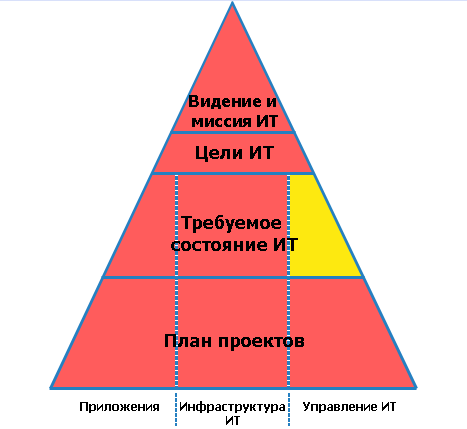 Видение и
миссия ИТ
Цели ИТ
Требуемое
состояние ИТ
План проектов
Приложения
Инфраструктура
ИТ
Управление ИТ